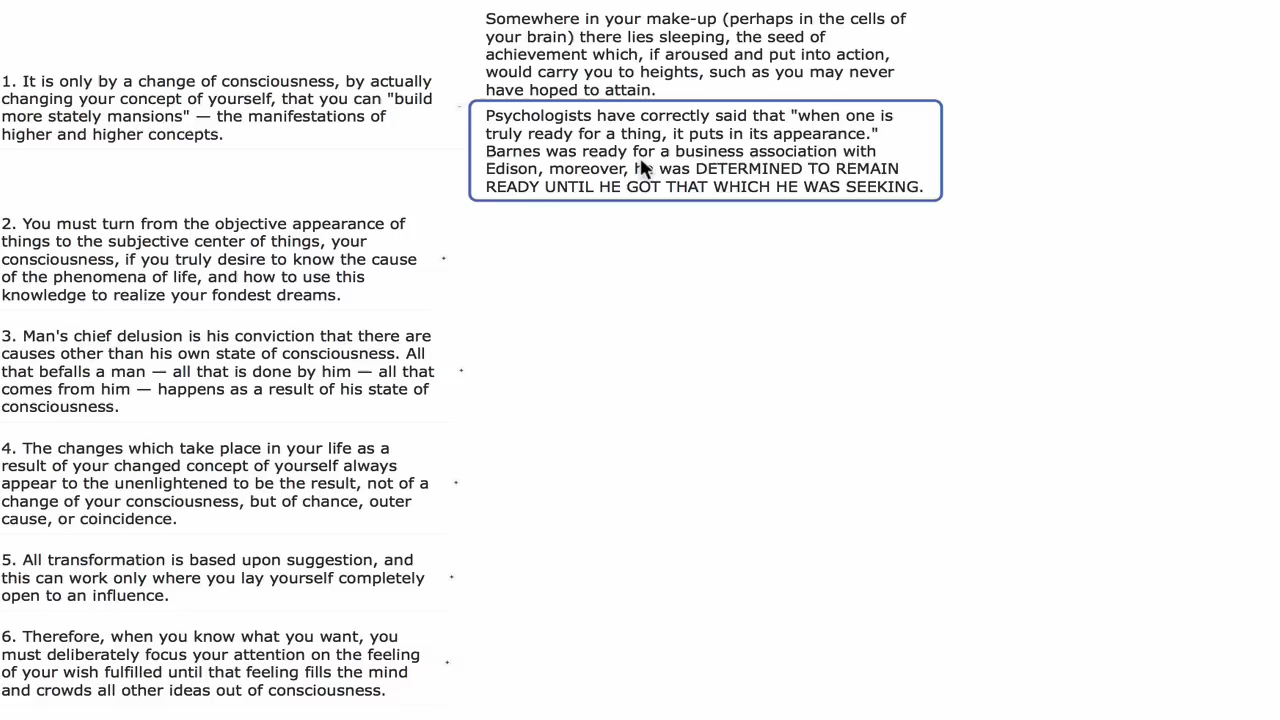 Somewhere in your make-up (perhaps in the cells of
your brain) there lies sleeping, the seed of
achievement which, if aroused and put into action,
would carry you to heights, such as you may never
have hoped to attain.
1. It is only by a change of consciousness, by actually
changing your concept of yourself, that you can "build
more stately mansions" — the manifestations of
higher and higher concepts.
Psychologists have correctly said that "when one is
truly ready for a thing, it puts in its appearance."
Barnes was ready for a business association with
Edison, moreover, he was DETERMINED TO REMAIN
READY UNTIL HE GOT THAT WHICH HE WAS SEEKING.
2. You must turn from the objective appearance of
things to the subjective center of things, your
consciousness, if you truly desire to know the cause
of the phenomena of life, and how to use this
knowledge to realize your fondest dreams.
3. Man's chief delusion is his conviction that there are
causes other than his own state of consciousness. All
that befalls a man — all that is done by him — all that
comes from him — happens as a result of his state of
consciousness.
4. The changes which take place in your life as a
result of your changed concept of yourself always
appear to the unenlightened to be the result, not of a
change of your consciousness, but of chance, outer
cause, or coincidence.
5. All transformation is based upon suggestion, and
this can work only where you lay yourself completely
open to an influence.
6. Therefore, when you know what you want, you
must deliberately focus your attention on the feeling
of your wish fulfilled until that feeling fills the mind
and crowds all other ideas out of consciousness.